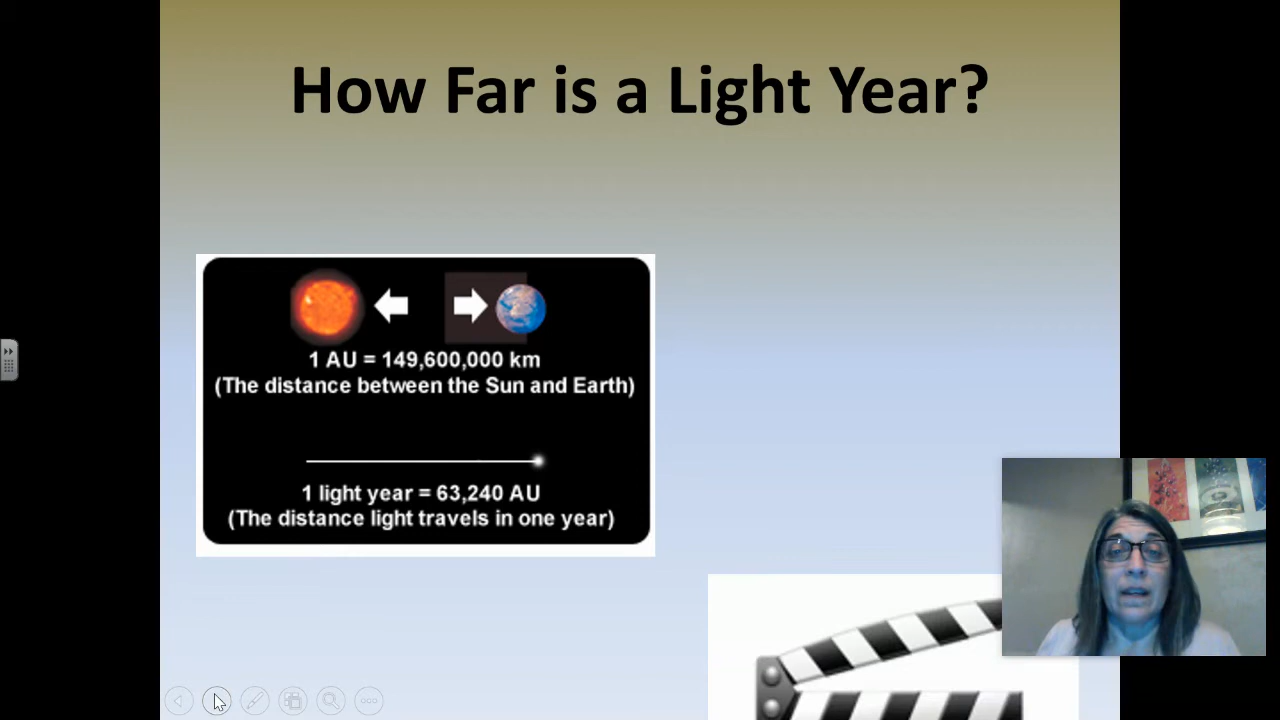 How Far is a Light Year?
1 AU = 149,600,000 km
(The distance between the Sun and Earth)
1 light year = 63,240 AU
(The distance light travels in one year)